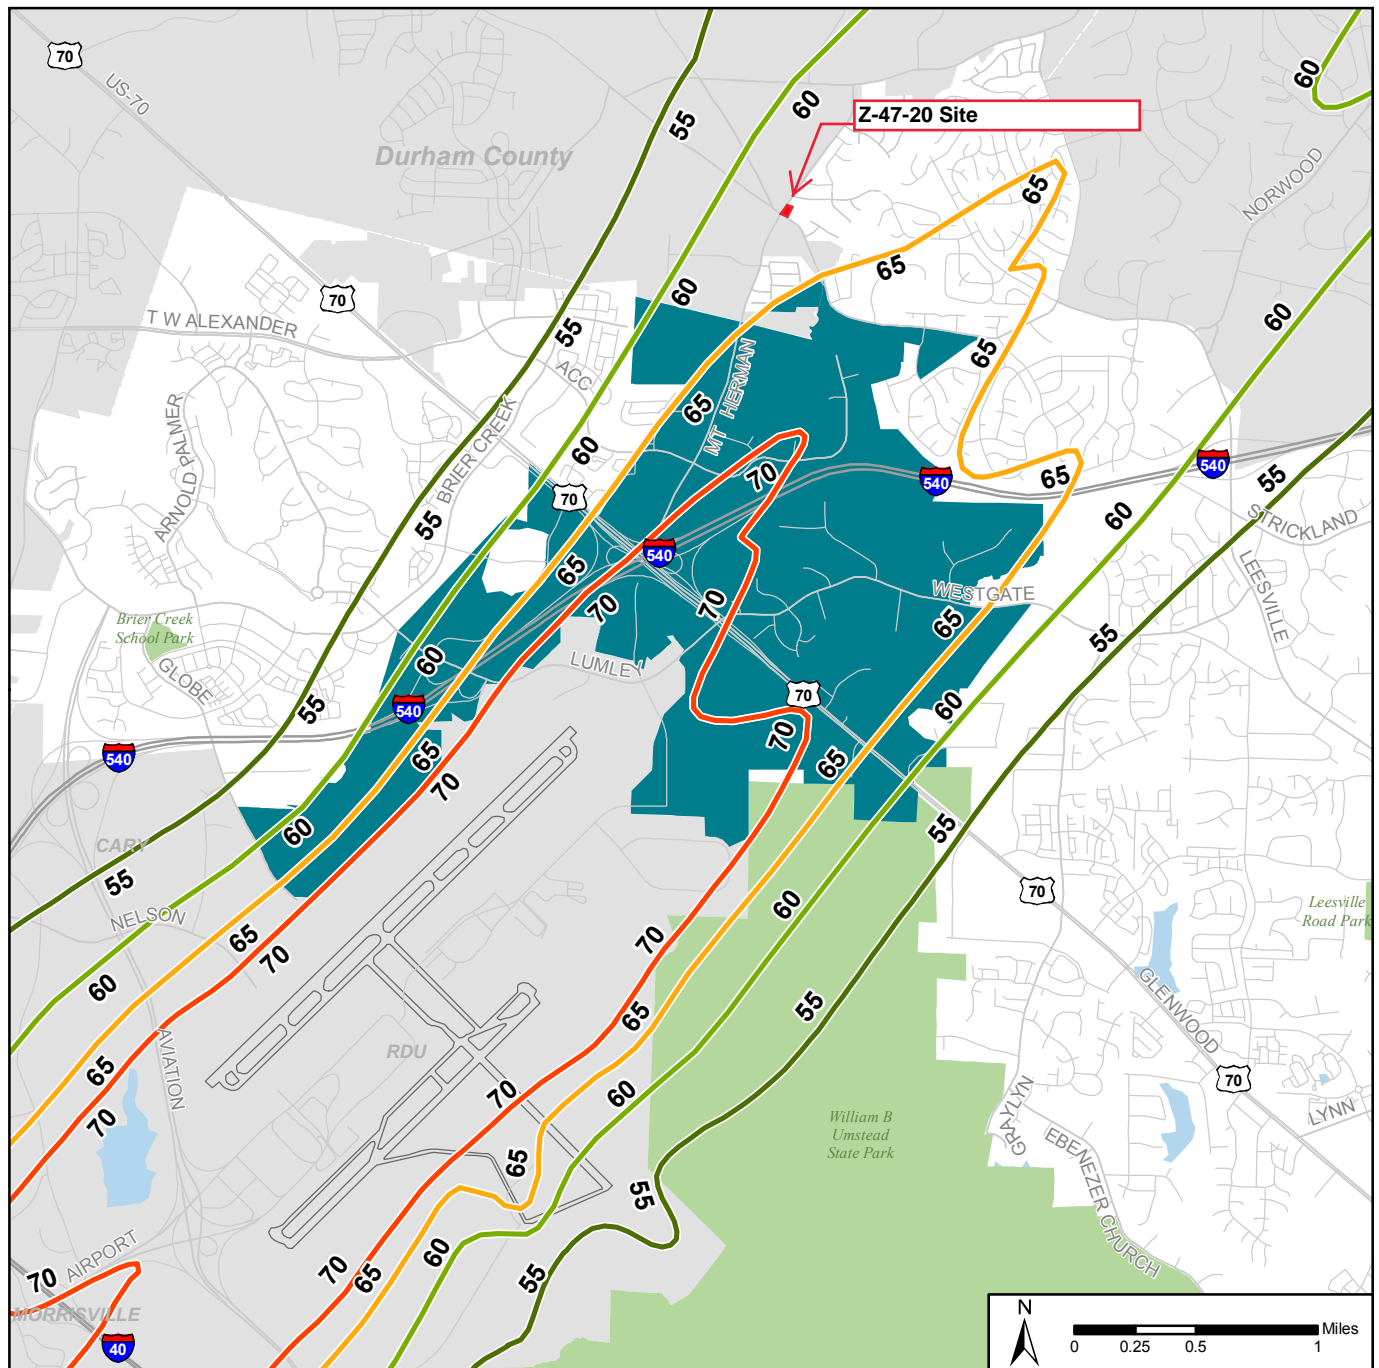 70
US-70
Durham County
55
60
Z-47-20 Site
60
65
NORWOOD
65
60
60
70
T W ALEXANDER
55
ACC
65
MT HERMAN
65
ARNOLD PALMER
BRIER CREEK
60
70
70
540
65
60
540
55
STRICKLAND
55
70
540
65
70
70
WESTGATE
65
LEESVILLE
55
Brier Creek
School Park
GLOBE
60
LUMLEY
55
540
70
60
540
65
70
70
65
55
CARY
60
55
NELSON
65
70
60
70
60
70
Leesville
Road Park
GLENWOOD
55
65
AVIATION
RDU
65
70
70
60
70
William B
Umstead
State Park
GRAYLYN
EBENEZER CHURCH
LYNN
65
55
AIRPORT
70
70
65
60
55
MORRISVILLE
40
N
Miles
0 0.25 0.5 1